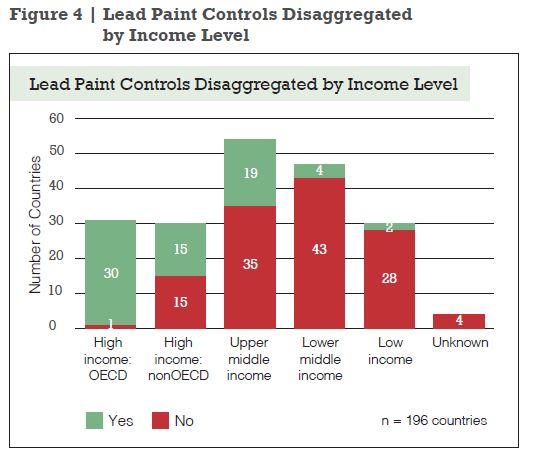 Figure 4 | Lead Paint Controls Disaggregated
by Income Level
Lead Paint Controls Disaggregated by Income Level
Number of Countries
60
50
40
30
20
10
0
30
1
15
15
19
35
4
43
2
28
4
High
income:
OECD
High
income:
nonOECD
Upper
middle
income
Lower
middle
income
Low
income
Unknown
Yes
No
n = 196 countries